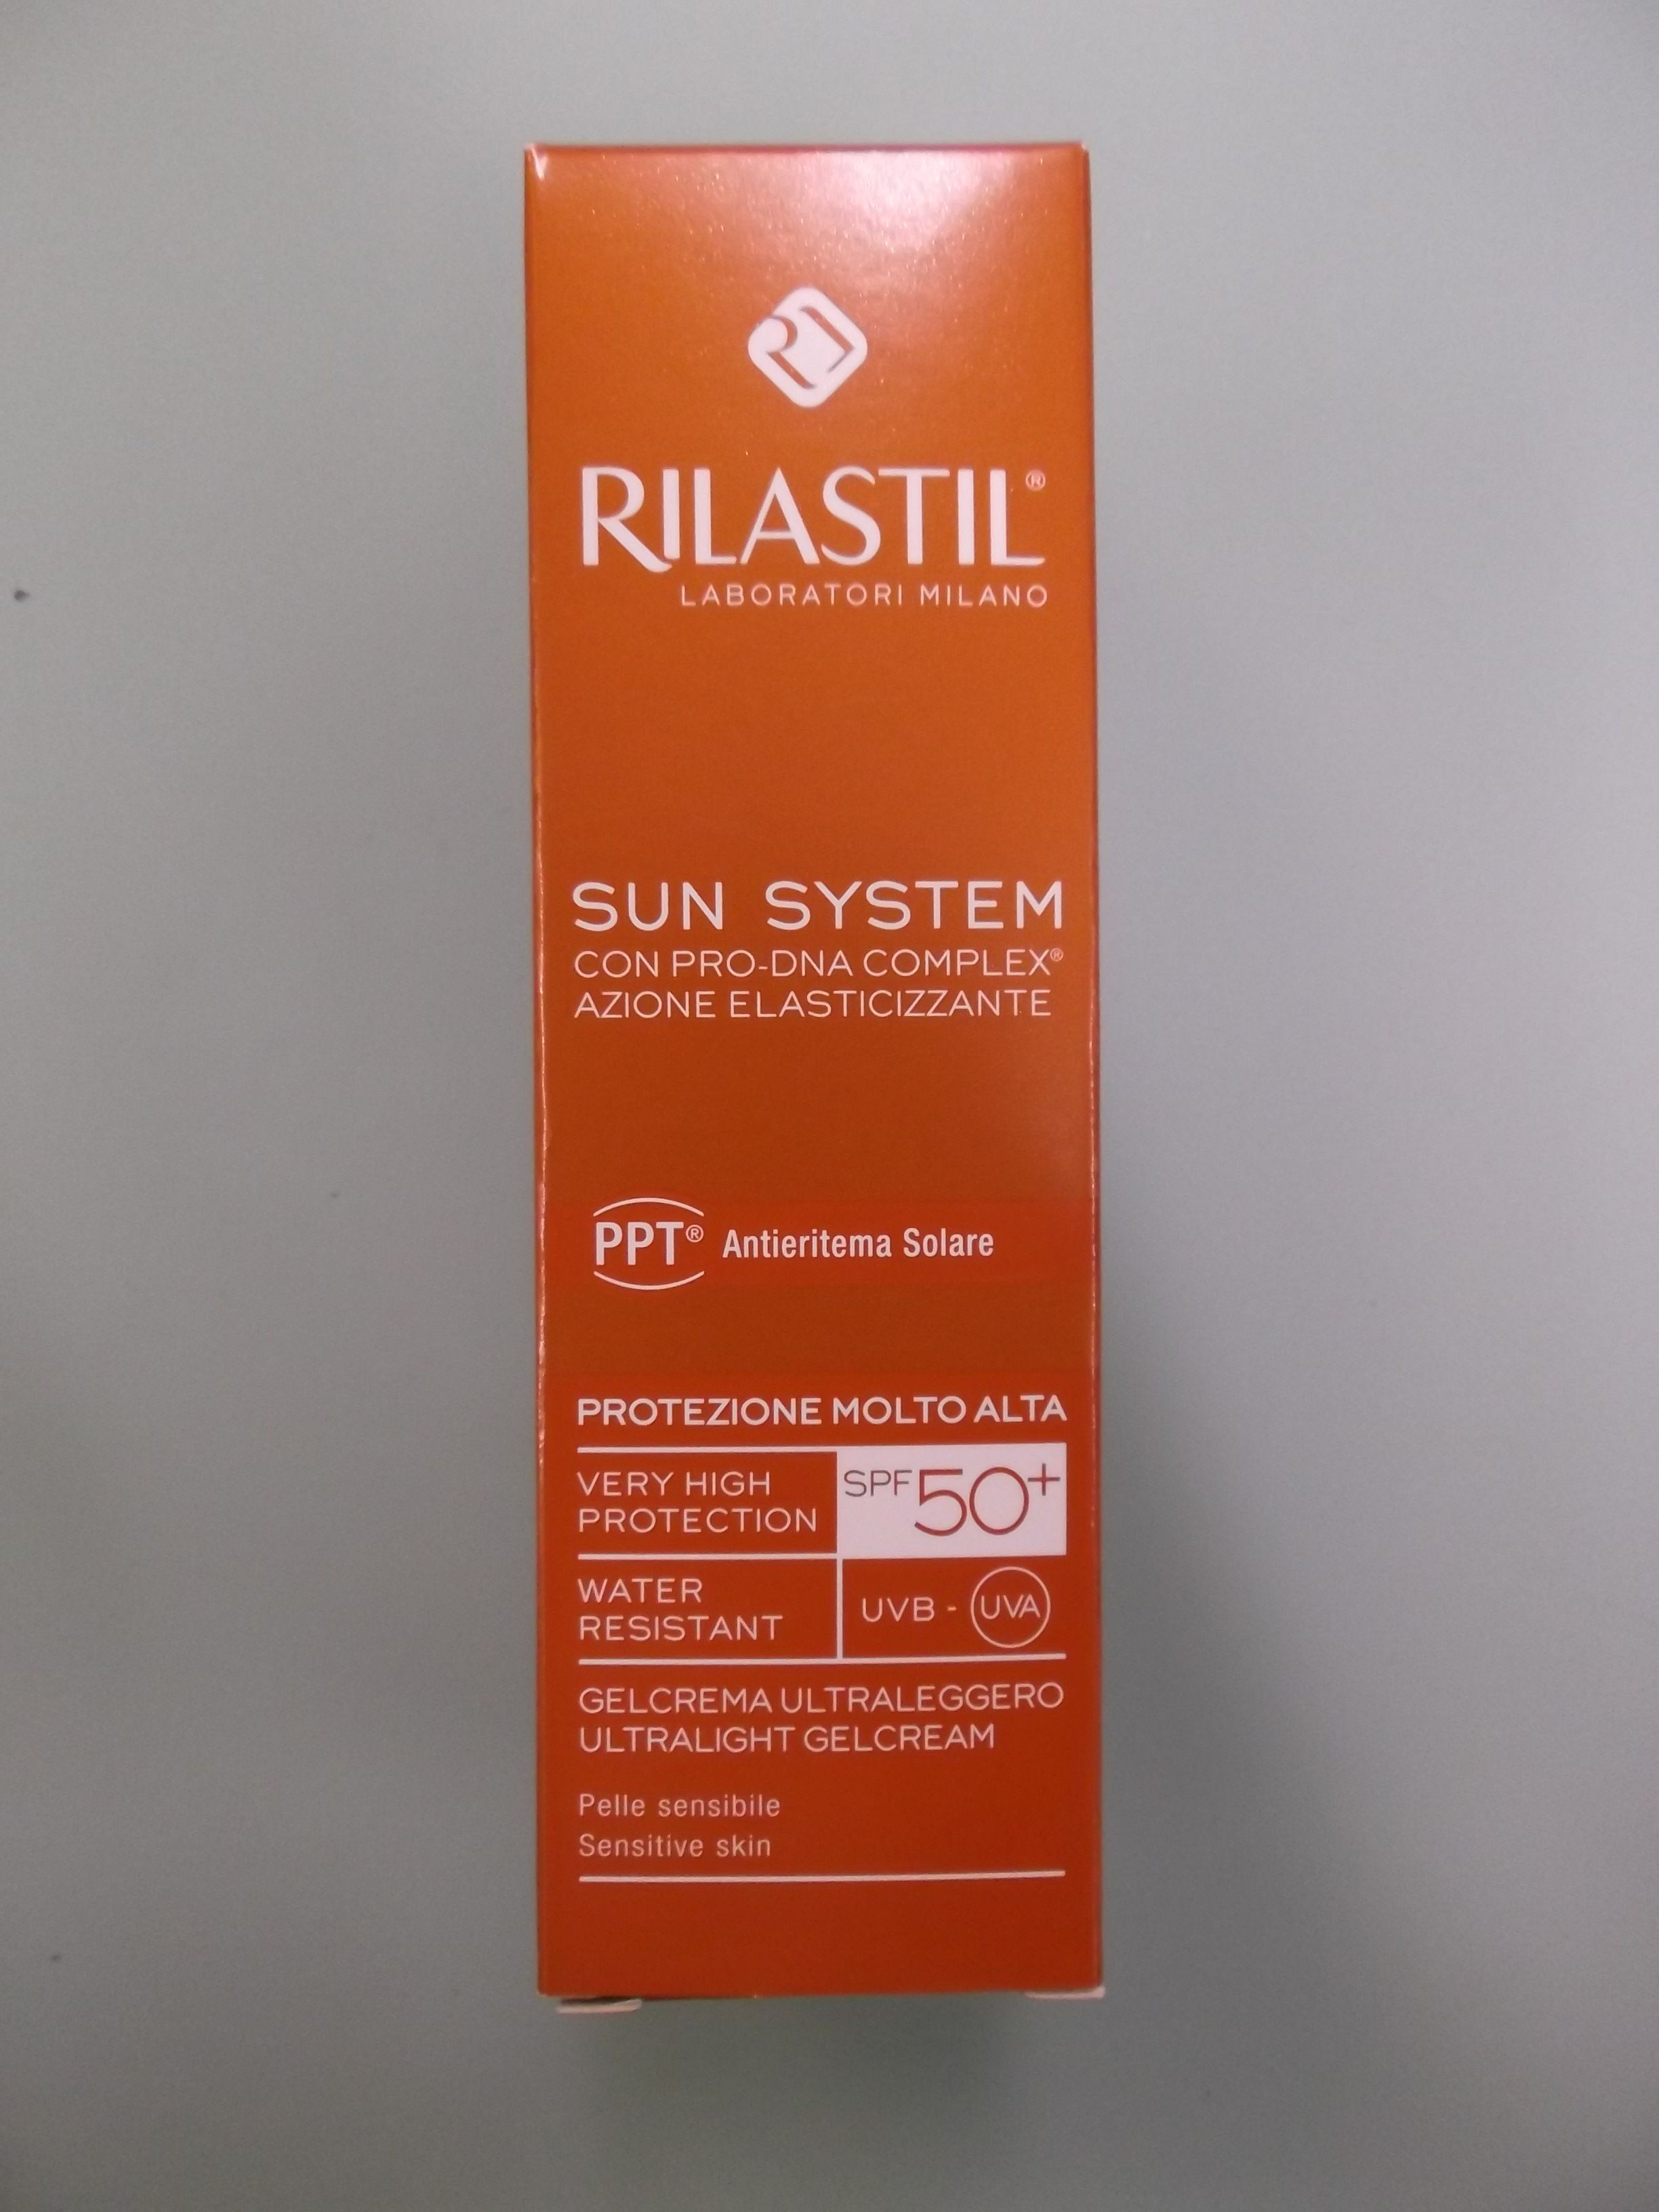 RILASTIL®
LABORATORI MILANO
SUN SYSTEM
CON PRO-DNA COMPLEX®
AZIONE ELASTICIZZANTE
PPT® Antieritema Solare
PROTEZIONE MOLTO ALTA
VERY HIGH
PROTECTION
SPF 50+
WATER
RESISTANT
UVB - UVA
GELCREMA ULTRALEGGERO
ULTRALIGHT GELCREAM
Pelle sensibile
Sensitive skin